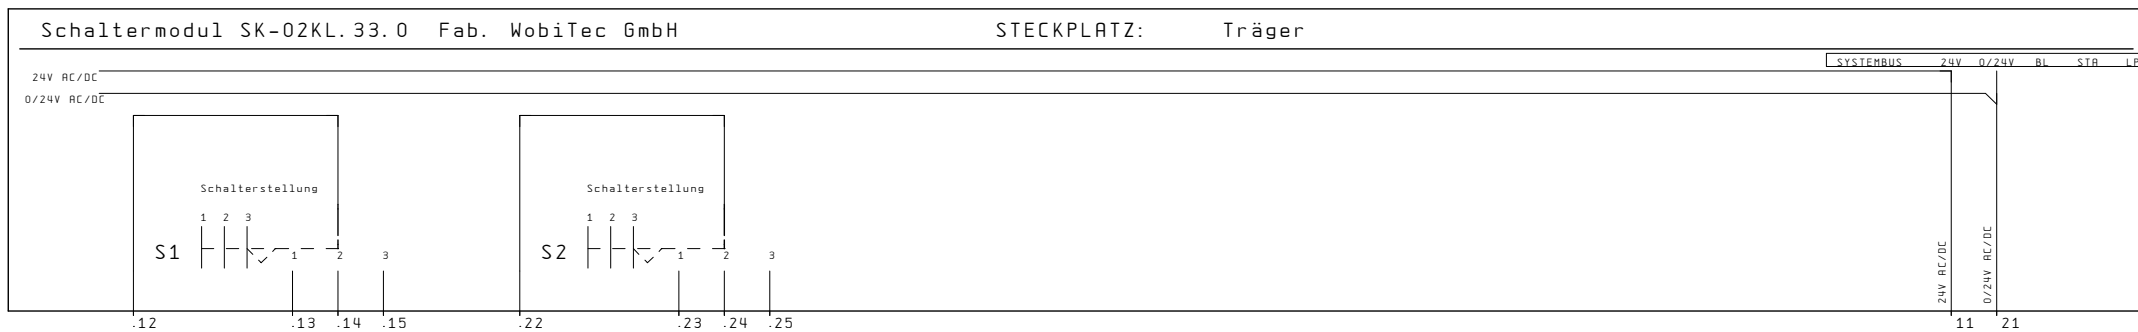 Schaltermodul SK-02KL.33.0 Fab. WobiTec GmbH STECKPLATZ: Träger
SYSTEMBUS 24V 0/24V BL STA LP
24V AC/DC
0/24V AC/DC
Schalterstellung Schalterstellung
1 2 3 1 2 3
S1 1 2 3 S2 1 2 3
24V AC/DC 0/24V AC/DC
.12 .13 .14 .15 .22 .23 .24 .25 11 21